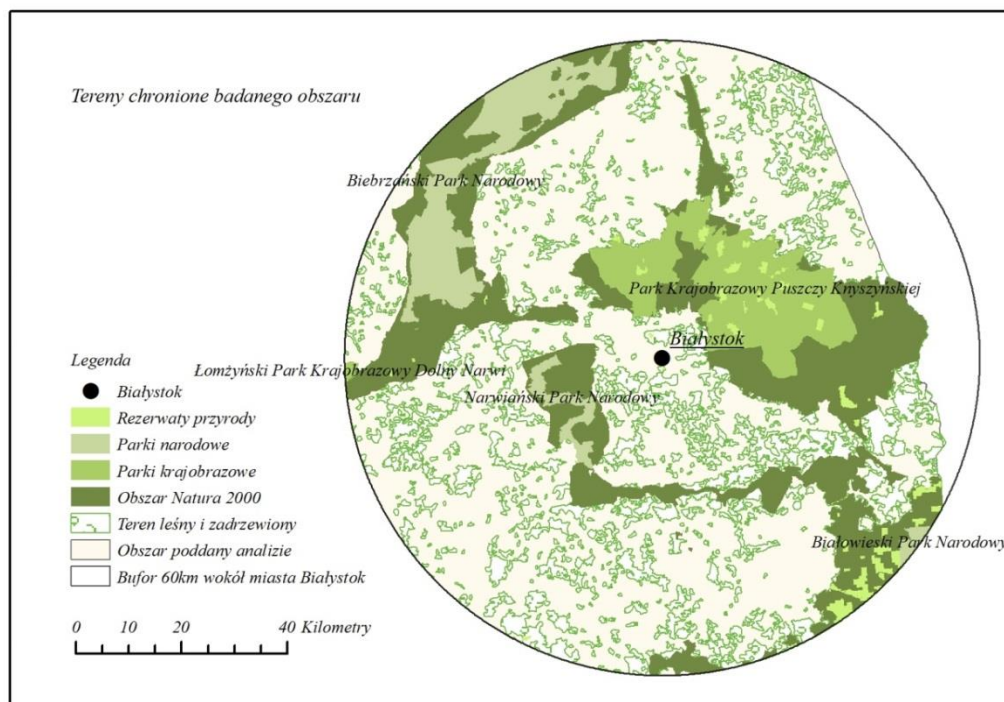 Tereny chronione badanego obszaru
Biebrzański Park Narodowy
Park Krajobrazowy Puszczy Knyszyńskiej
Białystok
Łomżyński Park Krajobrazowy Dolny Narwi
Narwiański Park Narodowy
Białowieski Park Narodowy
Legenda
Białystok
Rezerwaty przyrody
Parki narodowe
Parki krajobrazowe
Obszar Natura 2000
Teren leśny i zadrzewiony
Obszar poddany analizie
Bufor 60km wokół miasta Białystok
0 10 20 40 Kilometry